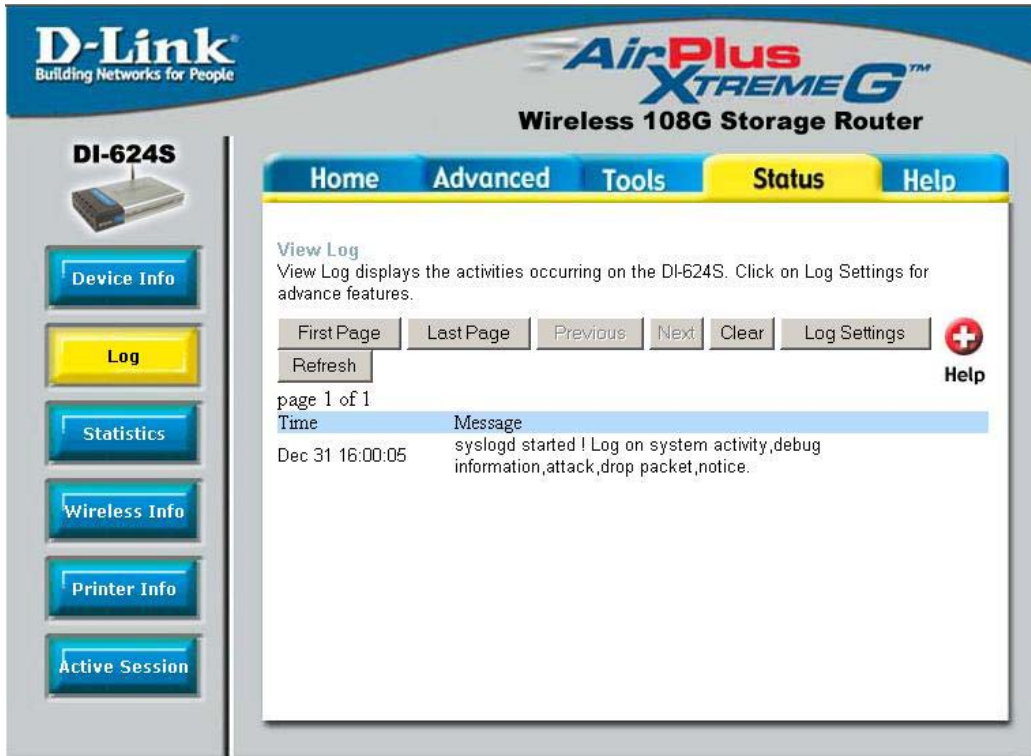 D-Link
Building Networks for People
AirPlus
XTREME G™
Wireless 108G Storage Router
DI-624S
Home Advanced Tools Status Help
Device Info
Log
Statistics
Wireless Info
Printer Info
Active Session
View Log
View Log displays the activities occurring on the DI-624S. Click on Log Settings for
advance features.
First Page Last Page Previous Next Clear Log Settings
Refresh
Help
page 1 of 1
Time Message
Dec 31 16:00:05 syslogd started ! Log on system activity,debug
information,attack,drop packet,notice.